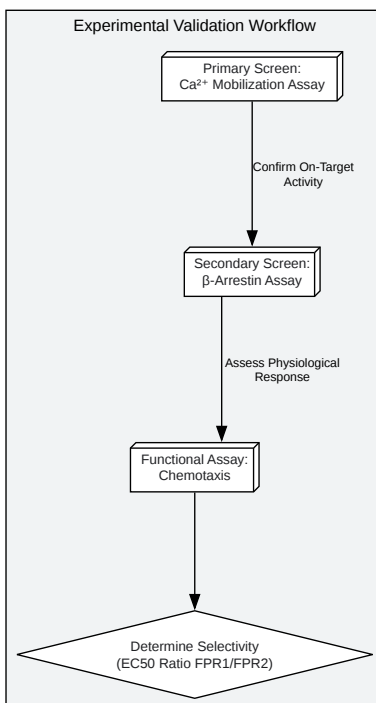 Experimental Validation Workflow
Primary Screen:
Ca²⁺ Mobilization Assay
Confirm On-Target
Activity
Secondary Screen:
β-Arrestin Assay
Assess Physiological
Response
Functional Assay:
Chemotaxis
Determine Selectivity
(EC50 Ratio FPR1/FPR2)